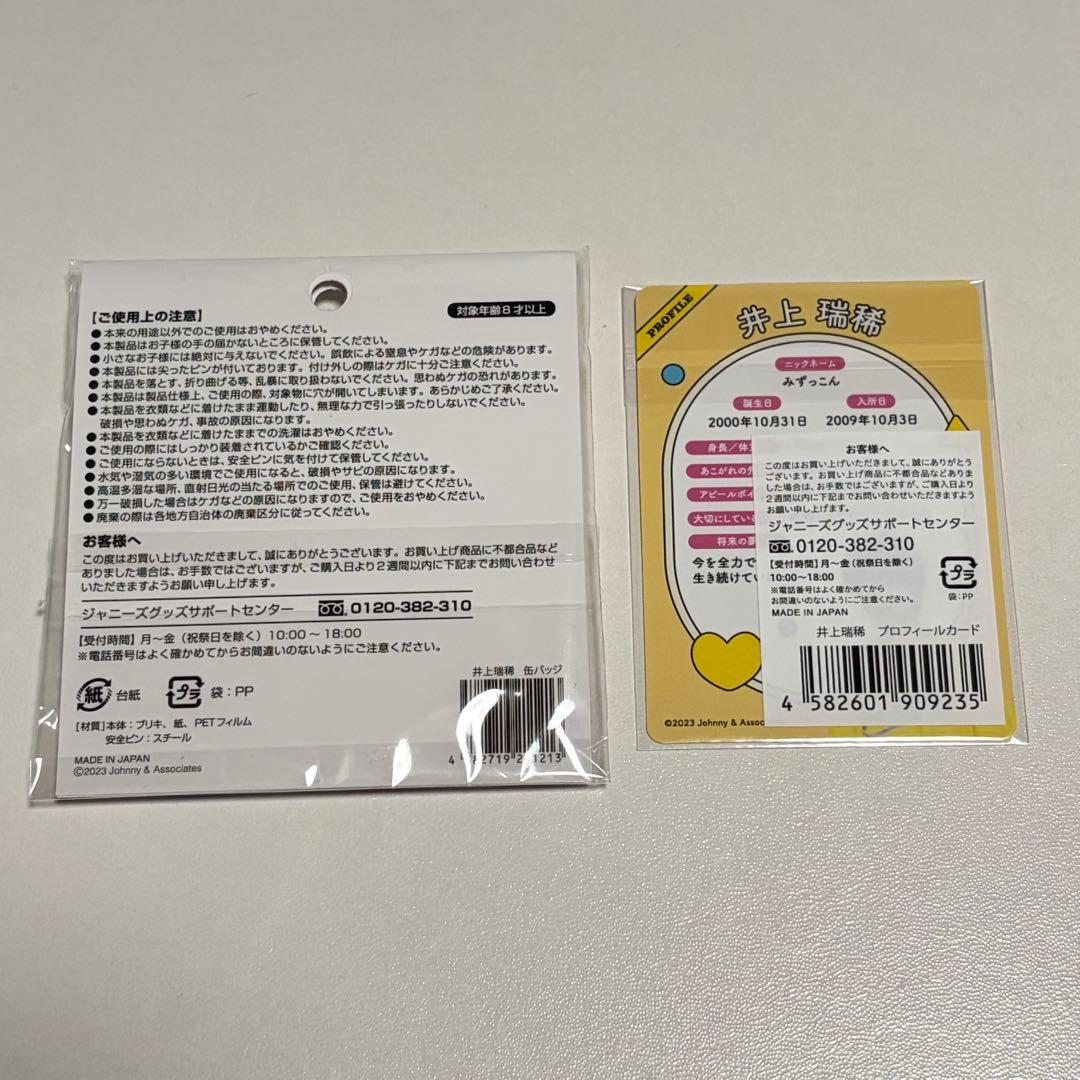 【ご使用上の注意】
対象年齢8才以上
●本来の用途以外でのご使用はおやめください。
●本製品はお子様の手の届かないところに保管してください。
●小さなお子様には絶対に与えないでください。誤飲による窒息やケガなどの危険があります。
●本製品には尖ったピンが付いております。付け外しの際はケガに十分ご注意ください。
●本製品を落とす、折り曲げる等、乱暴に取り扱わないでください。思わぬケガの恐れがあります。
●本製品は製品仕様上、ご使用の際、対象物に穴が開いてしまいます。あらかじめご了承ください。
●本製品を衣類などに着けたまま運動したり、無理な力で引っ張ったりしないでください。
破損や思わぬケガ、事故の原因になります。
●本製品を衣類などに着けたままでの洗濯はおやめください。
●ご使用の際にはしっかり装着されているかご確認ください。
●ご使用にならないときは、安全ピンに気を付けて保管してください。
●水気や湿気の多い環境でご使用になると、破損やサビの原因になります。
●高温多湿な場所、直射日光の当たる場所でのご使用、保管は避けてください。
●万一破損した場合はケガなどの原因になりますので、ご使用をおやめください。
●廃棄の際は各地方自治体の廃棄区分に従ってください。
お客様へ
この度はお買い上げいただきまして、誠にありがとうございます。お買い上げ商品に不都合品など
ありました場合は、お手数ではございますが、ご購入日より2週間以内に下記までお問い合わせ
いただきますようお願い申し上げます。
ジャニーズグッズサポートセンター 0120-382-310
【受付時間】月〜金（祝祭日を除く）10:00〜18:00
※電話番号はよく確かめてからお間違いのないようにご注意ください。
紙 台紙 プラ 袋：PP
[材質]本体：ブリキ、紙、PETフィルム
安全ピン：スチール
MADE IN JAPAN
©2023 Johnny & Associates
井上瑞稀 缶バッジ
PROFILE
井上 瑞稀
ニックネーム
みずっこん
誕生日 入所日
2000年10月31日 2009年10月3日
身長／体
あこがれの
アピールポイ
大切にしてい
将来の
今を全力で
生き続けて
©2023 Johnny & Asso
お客様へ
この度はお買い上げいただきまして、誠にありがとう
ございます。お買い上げ商品に不都合品などありま
した場合は、お手数ではございますが、ご購入日より
2週間以内に下記までお問い合わせいただきますよう
お願い申し上げます。
ジャニーズグッズサポートセンター
0120-382-310
【受付時間】月〜金（祝祭日を除く）
10:00〜18:00
※電話番号はよく確かめてから
お間違いのないようにご注意ください。
MADE IN JAPAN
プラ
袋：PP
井上瑞稀 プロフィールカード
4 582601 909235